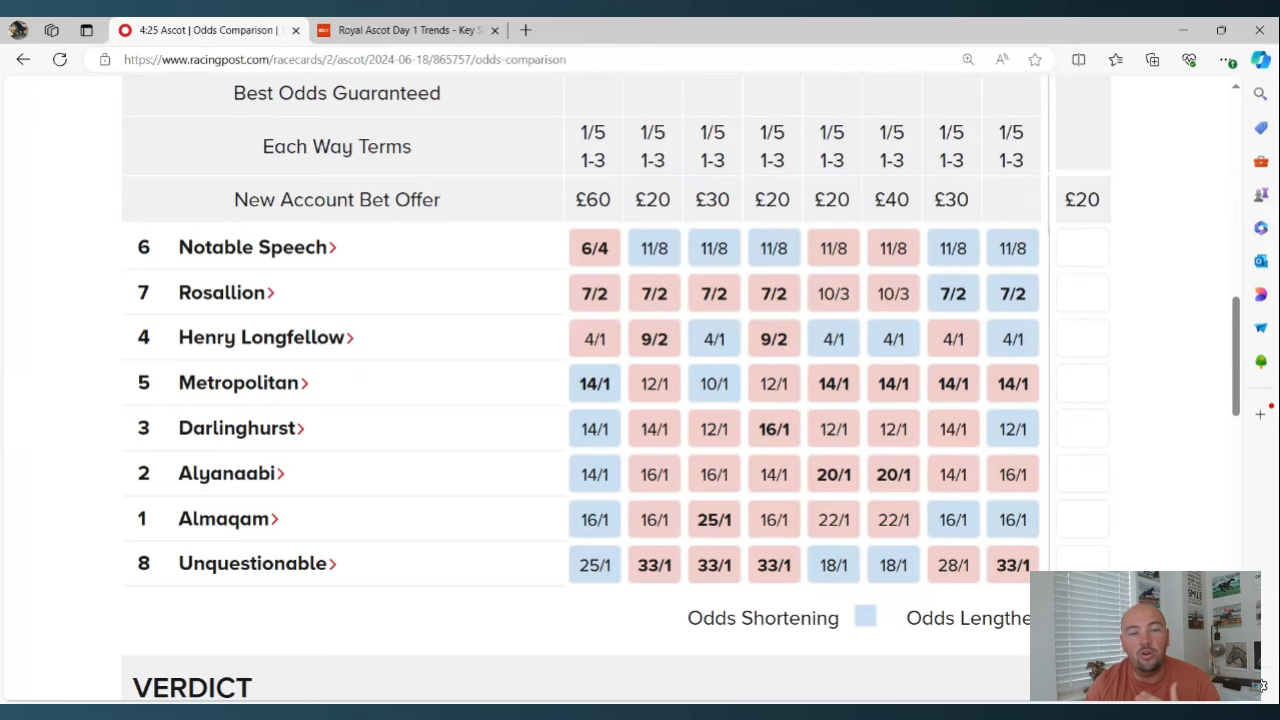 4:25 Ascot | Odds Comparison |
Royal Ascot Day 1 Trends - Key S
https://www.racingpost.com/racecards/2/ascot/2024-06-18/865757/odds-comparison
Best Odds Guaranteed
Each Way Terms 1/5 1/5 1/5 1/5 1/5 1/5 1/5 1/5
1-3 1-3 1-3 1-3 1-3 1-3 1-3 1-3
New Account Bet Offer £60 £20 £30 £20 £20 £40 £30 £20
6 Notable Speech 6/4 11/8 11/8 11/8 11/8 11/8 11/8 11/8
7 Rosallion 7/2 7/2 7/2 7/2 10/3 10/3 7/2 7/2
4 Henry Longfellow 4/1 9/2 4/1 9/2 4/1 4/1 4/1 4/1
5 Metropolitan 14/1 12/1 10/1 12/1 14/1 14/1 14/1 14/1
3 Darlinghurst 14/1 14/1 12/1 16/1 12/1 12/1 14/1 12/1
2 Alyanaabi 14/1 16/1 16/1 14/1 20/1 20/1 14/1 16/1
1 Almaqam 16/1 16/1 25/1 16/1 22/1 22/1 16/1 16/1
8 Unquestionable 25/1 33/1 33/1 33/1 18/1 18/1 28/1 33/1
Odds Shortening Odds Lengthe
VERDICT